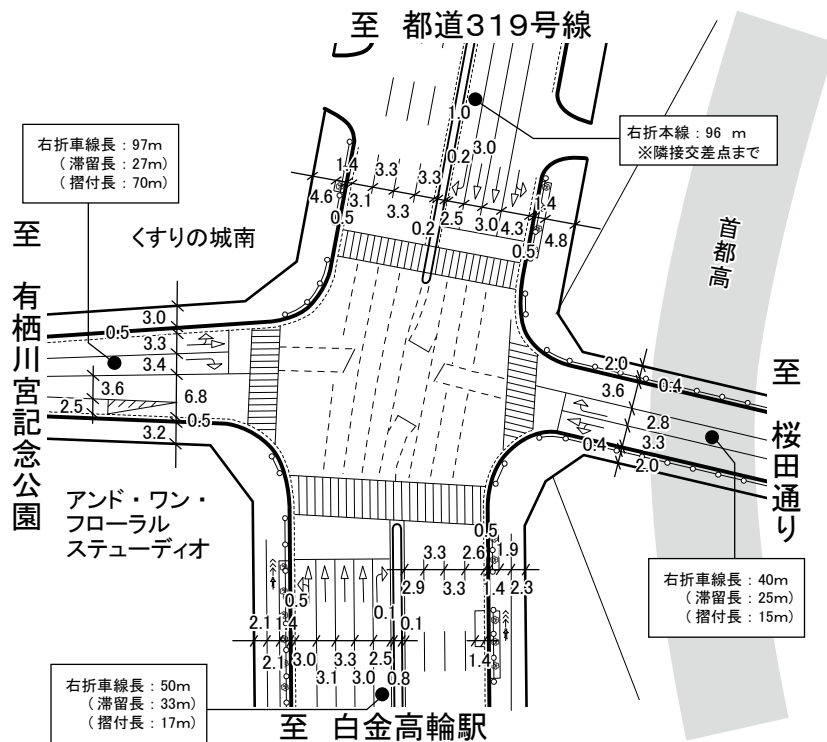 至 都道319号線
右折車線長：97m
（滞留長：27m）
（摺付長：70m）
右折本線：96 m
※隣接交差点まで
至 有栖川宮記念公園
くすりの城南
首都高
至 桜田通り
アンド・ワン・
フローラル
ステューディオ
右折車線長：40m
（滞留長：25m）
（摺付長：15m）
右折車線長：50m
（滞留長：33m）
（摺付長：17m）
至 白金高輪駅
1.0
0.2
3.0
1.4
3.3
3.3
4.6
3.1
3.3
0.5
0.2
2.5
3.0
4.3
1.4
0.5
4.8
3.0
0.5
3.3
3.4
3.6
6.8
2.5
0.5
3.2
2.0
0.4
3.6
2.8
3.3
0.4
2.0
0.5
3.3
2.6
1.9
2.9
3.3
1.4
2.3
0.5
0.1
0.1
2.1
1.4
2.1
3.0
3.3
2.5
3.1
3.0
0.8
1.4